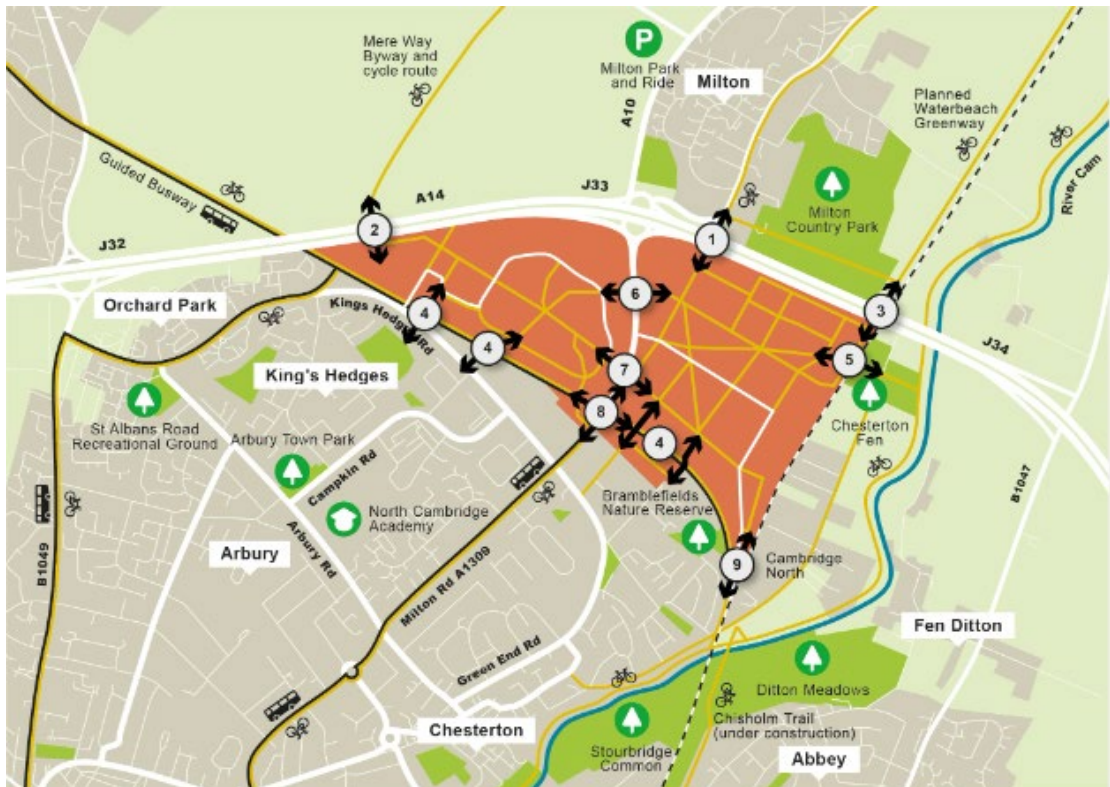 Mere Way
Byway and
cycle route
P
Milton Park
and Ride
Milton
A10
Planned
Waterbeach
Greenway
River Cam
Guided Busway
A14
J33
J32
Milton
Country Park
2
1
3
6
4
4
5
7
8
4
9
Orchard Park
Kings Hedges Rd
King's Hedges
J34
St Albans Road
Recreational Ground
Arbury Town Park
Campkin Rd
Chesterton
Fen
B1047
North Cambridge
Academy
Bramblefields
Nature Reserve
B1049
Arbury
Arbury Rd
Milton Rd A1309
Cambridge
North
Fen Ditton
Green End Rd
Ditton Meadows
Chesterton
Chisholm Trail
(under construction)
Stourbridge
Common
Abbey